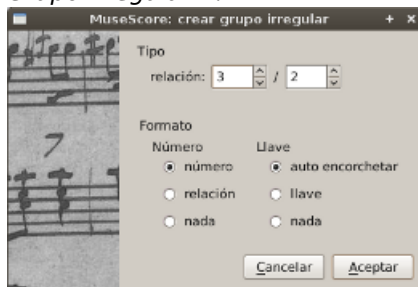 MuseScore: crear grupo irregular
Tipo
relación: 3 / 2
Formato
Número Llave
número auto encorchetar
relación llave
nada nada
Cancelar Aceptar
7